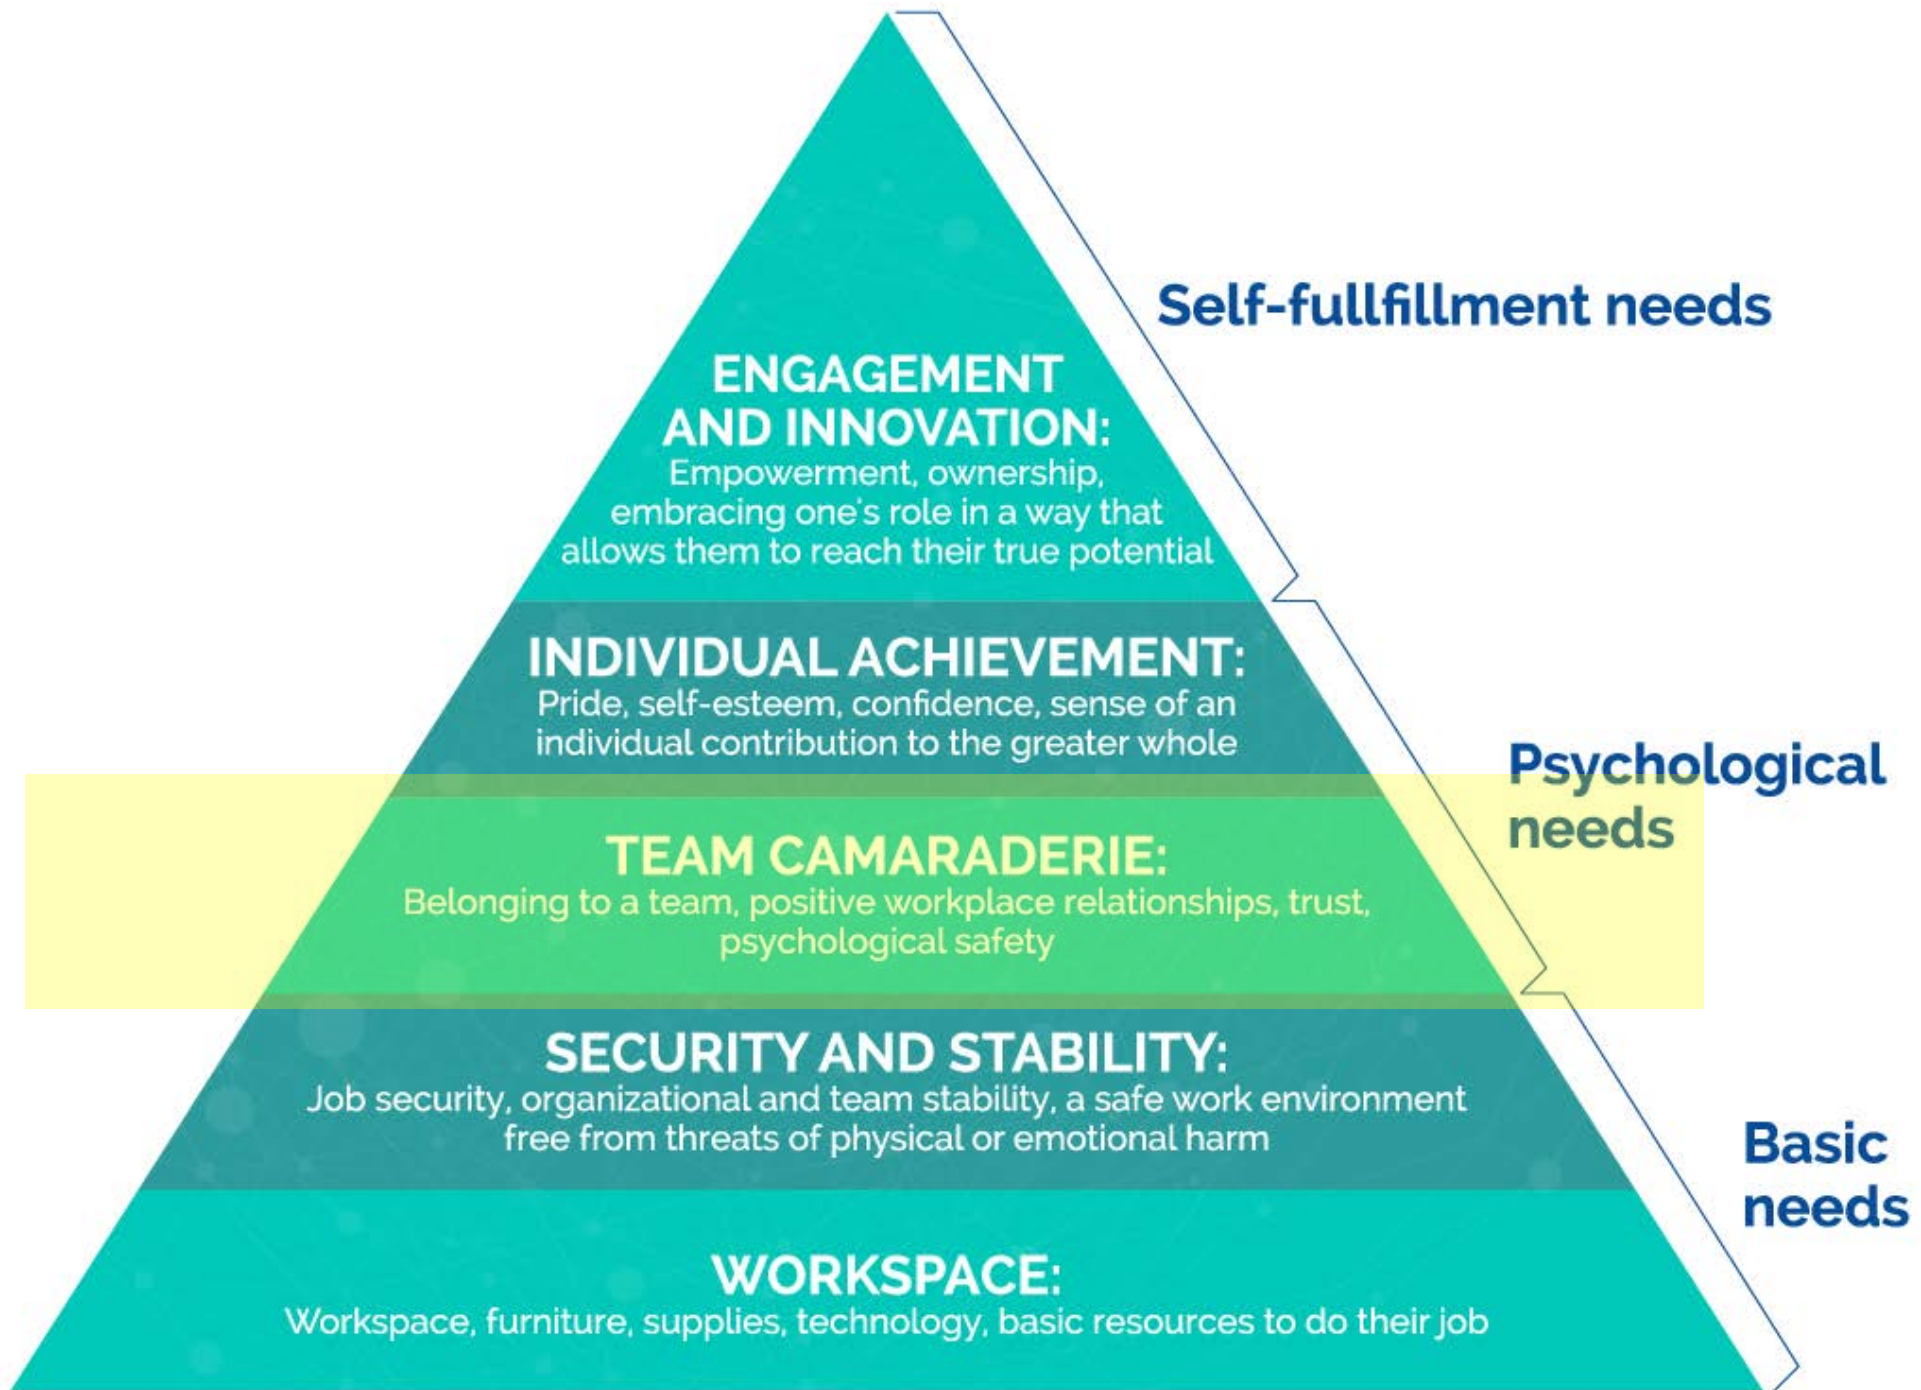 Self-fullfillment needs
ENGAGEMENT
AND INNOVATION:
Empowerment, ownership,
embracing one's role in a way that
allows them to reach their true potential
INDIVIDUAL ACHIEVEMENT:
Pride, self-esteem, confidence, sense of an
individual contribution to the greater whole
Psychological
needs
TEAM CAMARADERIE:
Belonging to a team, positive workplace relationships, trust,
psychological safety
SECURITY AND STABILITY:
Job security, organizational and team stability, a safe work environment
free from threats of physical or emotional harm
Basic
needs
WORKSPACE:
Workspace, furniture, supplies, technology, basic resources to do their job